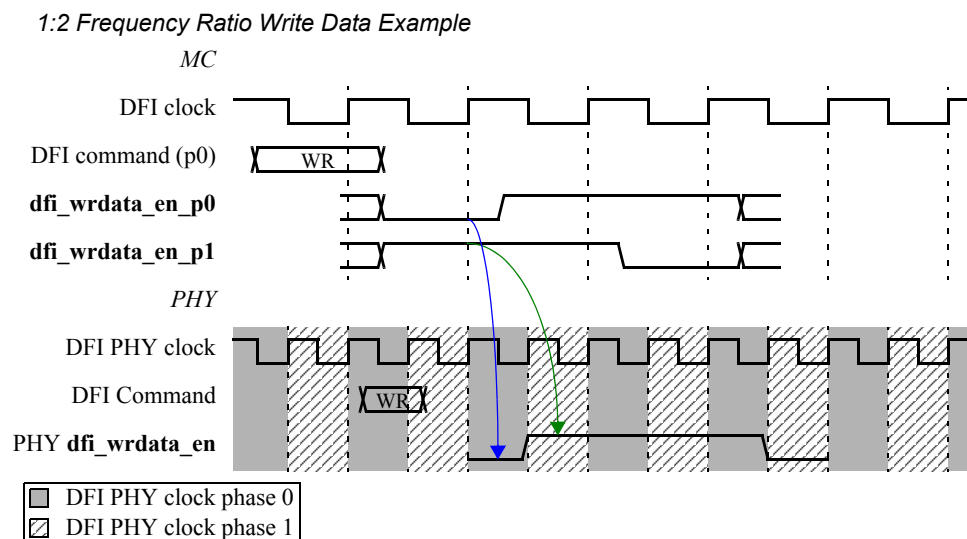 1:2 Frequency Ratio Write Data Example
MC
DFI clock
DFI command (p0)
WR
dfi_wrdata_en_p0
dfi_wrdata_en_p1
PHY
DFI PHY clock
DFI Command
WR
PHY dfi_wrdata_en
DFI PHY clock phase 0
DFI PHY clock phase 1